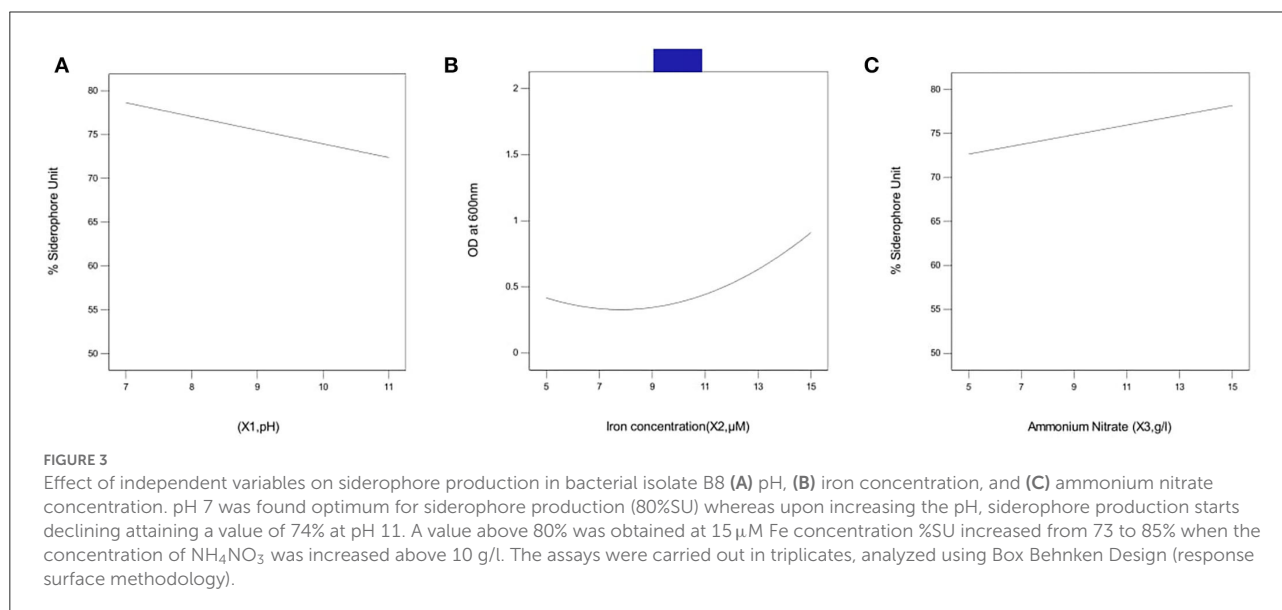 A
80
75
70
65
60
55
50
% Siderophore Unit
7 8 9 10 11
(X1,pH)
B
2
1.5
1
0.5
0
OD at 600nm
5 7 9 11 13 15
Iron concentration(X2,µM)
C
80
75
70
65
60
55
50
% Siderophore Unit
5 7 9 11 13 15
Ammonium Nitrate (X3,g/l)
FIGURE 3
Effect of independent variables on siderophore production in bacterial isolate B8 (A) pH, (B) iron concentration, and (C) ammonium nitrate
concentration. pH 7 was found optimum for siderophore production (80%SU) whereas upon increasing the pH, siderophore production starts
declining attaining a value of 74% at pH 11. A value above 80% was obtained at 15 µM Fe concentration %SU increased from 73 to 85% when the
concentration of NH₄NO₃ was increased above 10 g/l. The assays were carried out in triplicates, analyzed using Box Behnken Design (response
surface methodology).